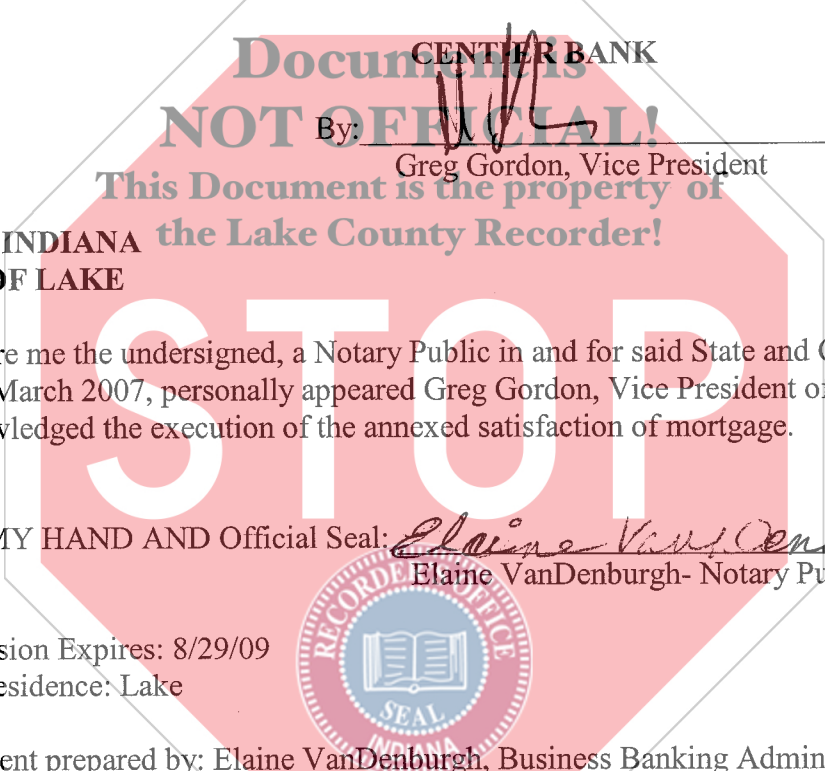 Document is
CENTIER BANK
NOT OFFICIAL!
By:
Greg Gordon, Vice President
This Document is the property of
the Lake County Recorder!
INDIANA
OF LAKE
STOP
re me the undersigned, a Notary Public in and for said State and C
March 2007, personally appeared Greg Gordon, Vice President of
wledged the execution of the annexed satisfaction of mortgage.
MY HAND AND Official Seal: Elaine VanDen
Elaine VanDenburgh- Notary Pu
RECORDER'S OFFICE
SEAL
INDIANA
sion Expires: 8/29/09
esidence: Lake
ent prepared by: Elaine VanDenburgh, Business Banking Admin